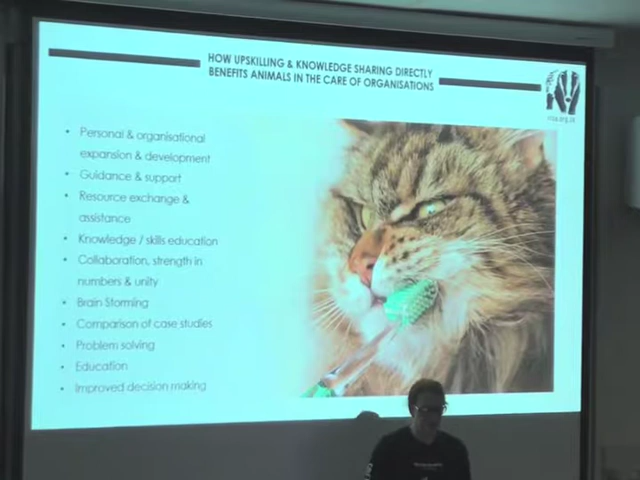 HOW UPSKILLING & KNOWLEDGE SHARING DIRECTLY
BENEFITS ANIMALS IN THE CARE OF ORGANISATIONS
• Personal & organisational
expansion & development
• Guidance & support
• Resource exchange &
assistance
• Knowledge / skills education
• Collaboration, strength in
numbers & unity
• Brain Storming
• Comparison of case studies
• Problem solving
• Education
• Improved decision making